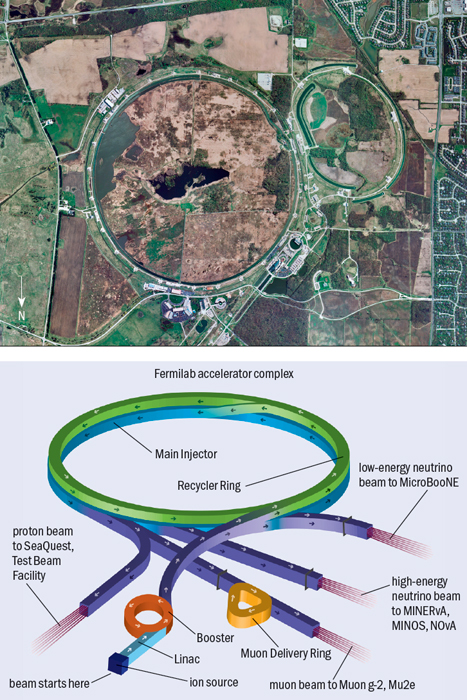 N
Fermilab accelerator complex
Main Injector
Recycler Ring
low-energy neutrino
beam to MicroBooNE
proton beam
to SeaQuest,
Test Beam
Facility
high-energy
neutrino beam
to MINERvA,
MINOS, NOvA
Booster
Muon Delivery Ring
Linac
ion source
beam starts here
muon beam to Muon g-2, Mu2e